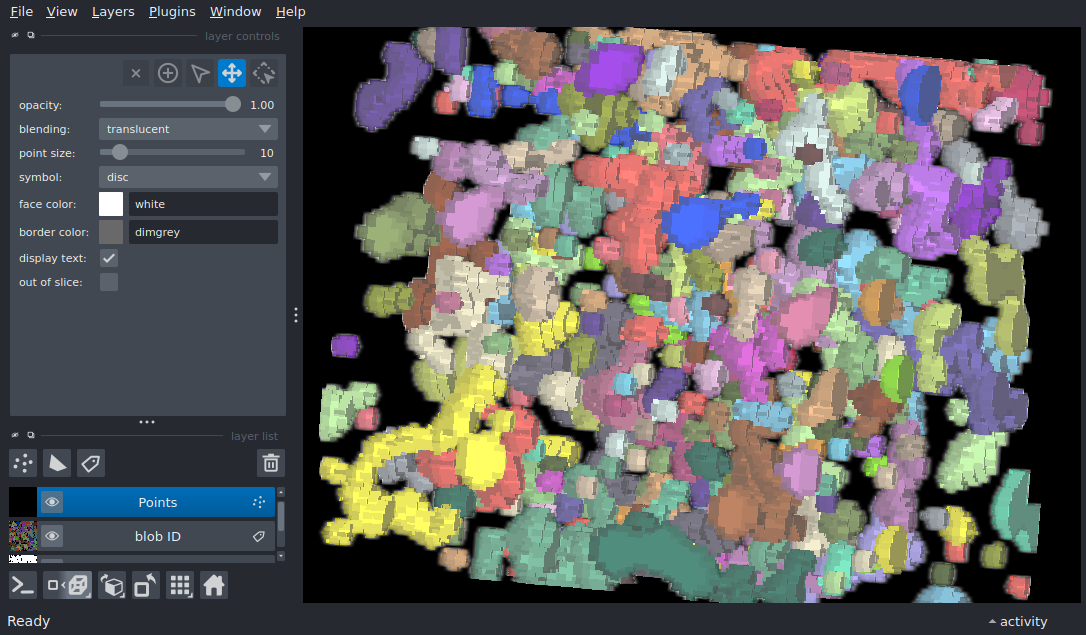 File View Layers Plugins Window Help
layer controls
opacity: 1.00
blending: translucent
point size: 10
symbol: disc
face color: white
border color: dimgrey
display text:
out of slice:
layer list
Points
blob ID
Ready
activity